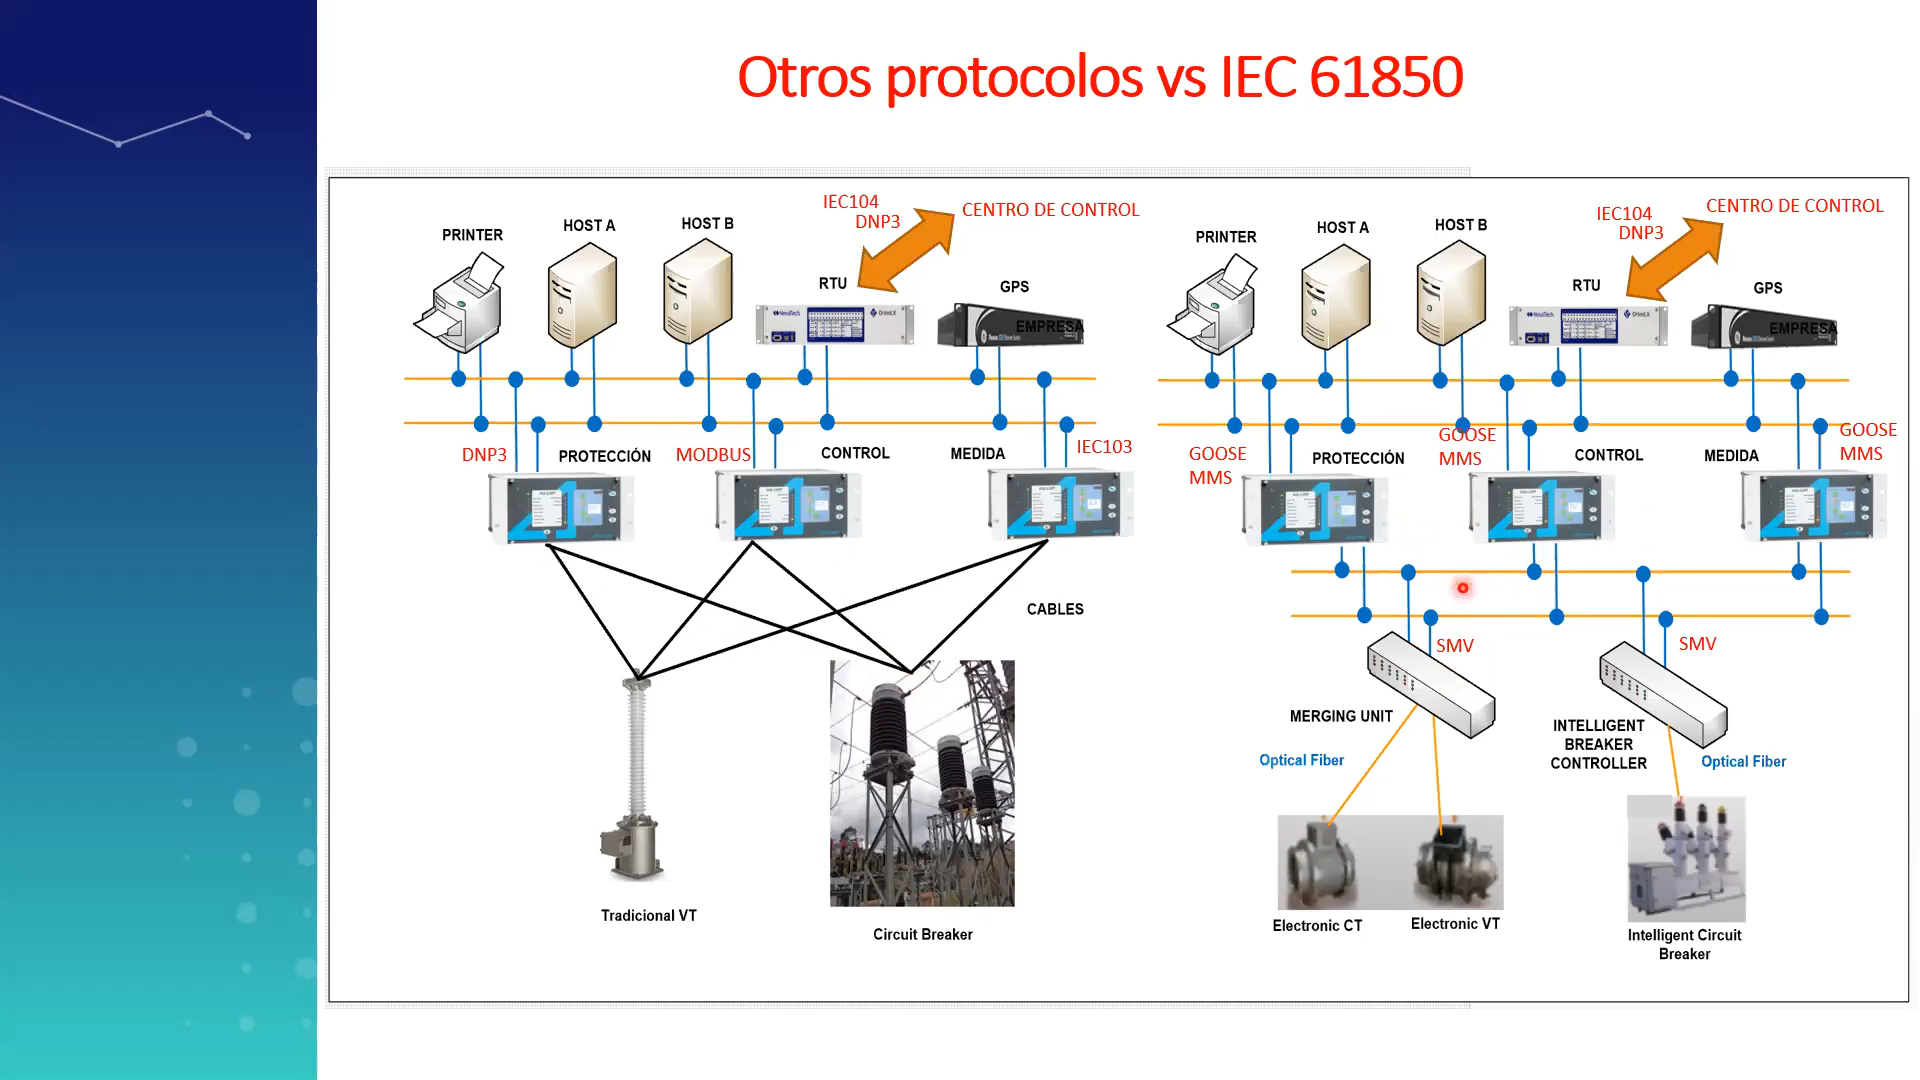 Otros protocolos vs IEC 61850
IEC104
DNP3
CENTRO DE CONTROL
PRINTER
HOST A
HOST B
RTU
GPS
EMPRESA
DNP3
PROTECCIÓN
MODBUS
CONTROL
MEDIDA
IEC103
CABLES
Tradicional VT
Circuit Breaker
IEC104
DNP3
CENTRO DE CONTROL
PRINTER
HOST A
HOST B
RTU
GPS
EMPRESA
GOOSE
MMS
PROTECCIÓN
GOOSE
MMS
CONTROL
MEDIDA
GOOSE
MMS
SMV
SMV
MERGING UNIT
INTELLIGENT
BREAKER
CONTROLLER
Optical Fiber
Optical Fiber
Electronic CT
Electronic VT
Intelligent Circuit
Breaker